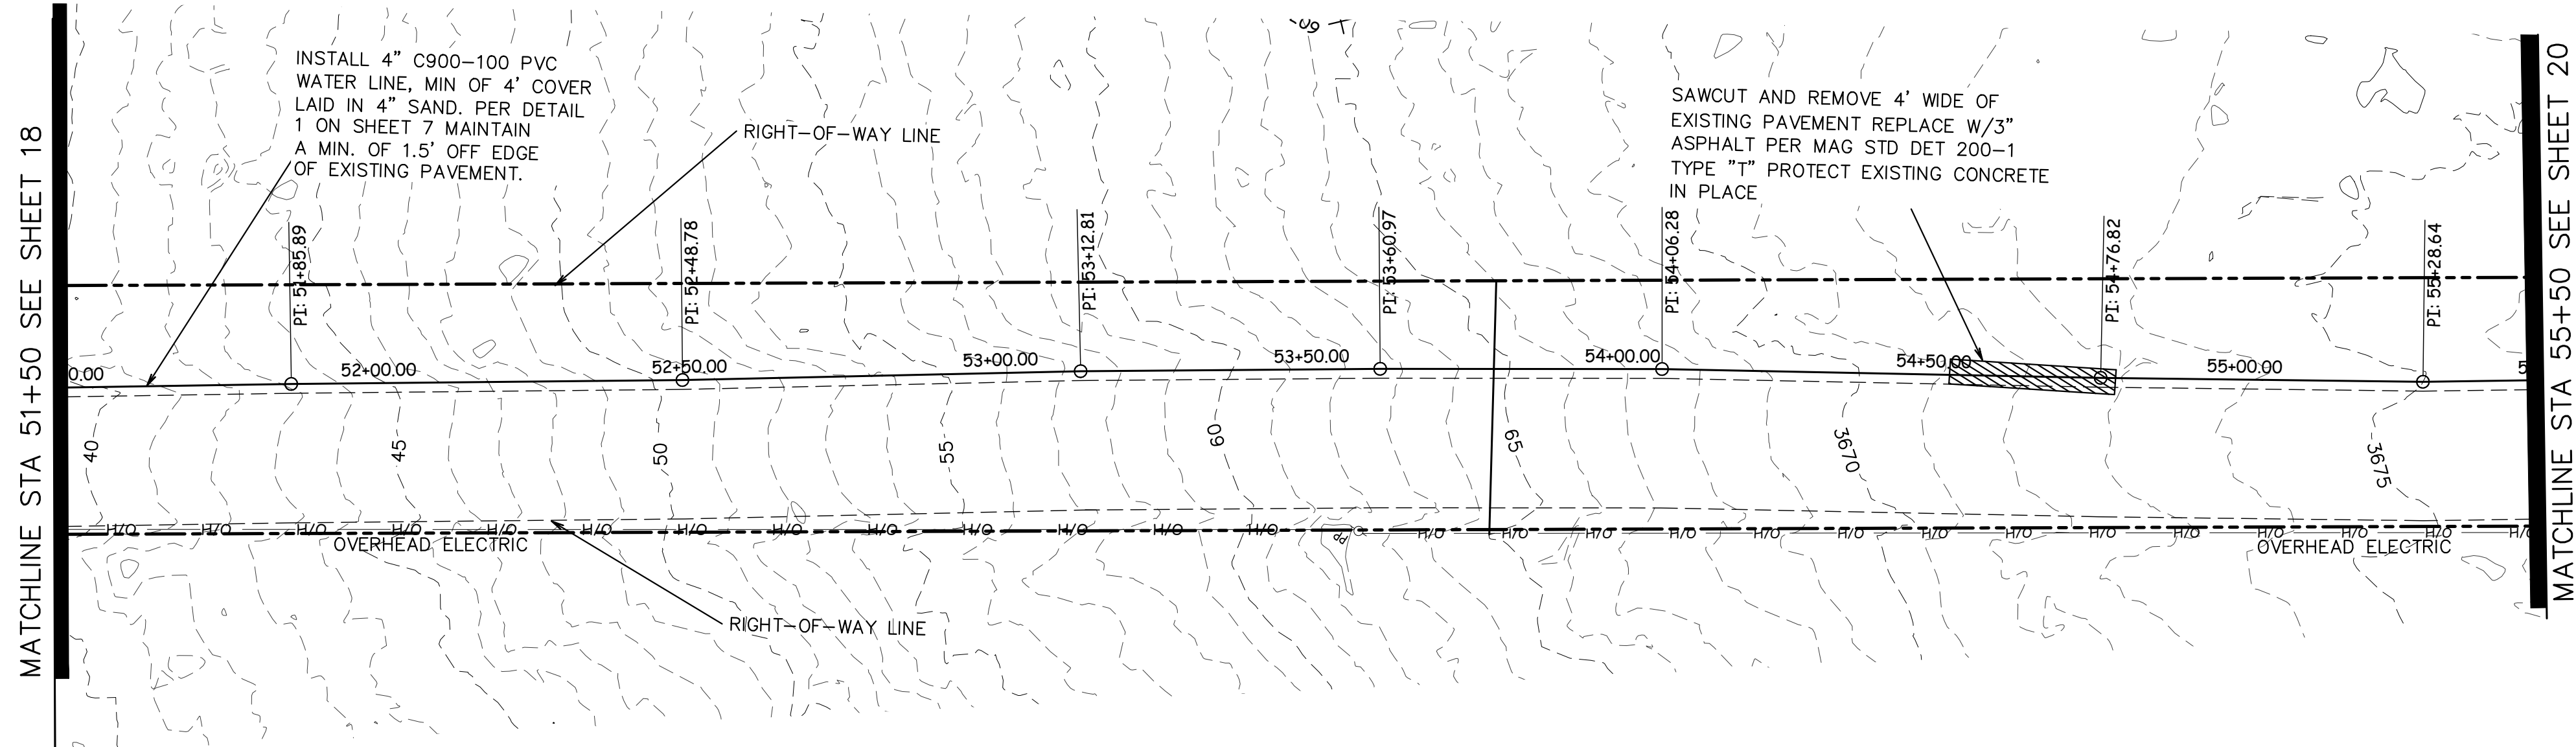 MATCHLINE STA 51+50 SEE SHEET 18
INSTALL 4" C900-100 PVC
WATER LINE, MIN OF 4' COVER
LAID IN 4" SAND. PER DETAIL
1 ON SHEET 7 MAINTAIN
A MIN. OF 1.5' OFF EDGE
OF EXISTING PAVEMENT.
RIGHT-OF-WAY LINE
SAWCUT AND REMOVE 4' WIDE OF
EXISTING PAVEMENT REPLACE W/3"
ASPHALT PER MAG STD DET 200-1
TYPE "T" PROTECT EXISTING CONCRETE
IN PLACE
PI: 51+85.89
PI: 52+48.78
PI: 53+12.81
PI: 53+60.97
PI: 54+06.28
PI: 54+76.82
PI: 55+28.64
0.00
52+00.00
52+50.00
53+00.00
53+50.00
54+00.00
54+50.00
55+00.00
5
40
45
50
55
60
65
3670
3675
O/H O/H O/H O/H O/H O/H O/H O/H O/H O/H O/H O/H O/H O/H O/H O/H O/H O/H O/H O/H O/H O/H O/H O/H O/H O/H O/H
PP
OVERHEAD ELECTRIC
OVERHEAD ELECTRIC
RIGHT-OF-WAY LINE
MATCHLINE STA 55+50 SEE SHEET 20